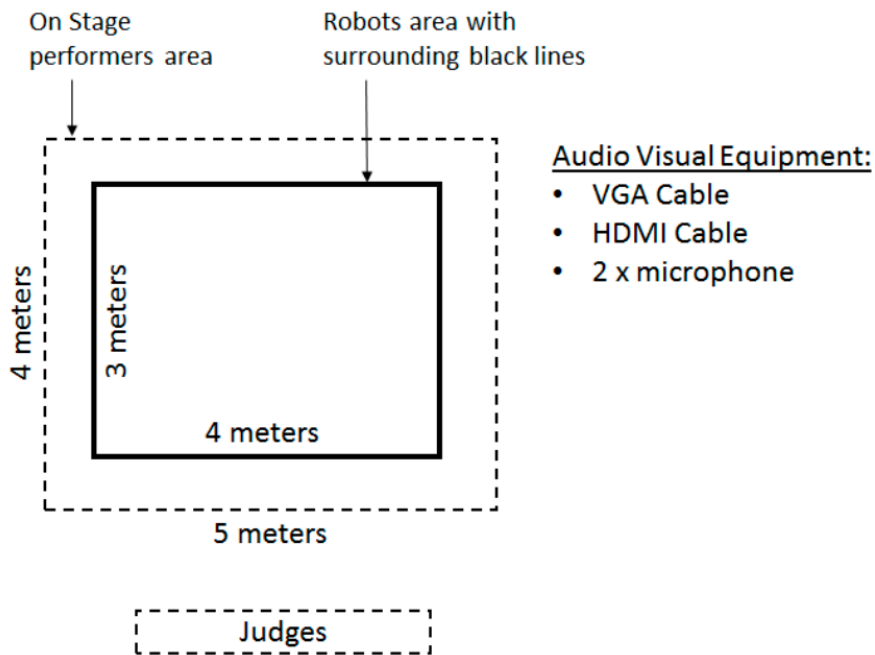 On Stage
performers area
Robots area with
surrounding black lines
Audio Visual Equipment:
• VGA Cable
• HDMI Cable
• 2 x microphone
4 meters
3 meters
4 meters
5 meters
Judges